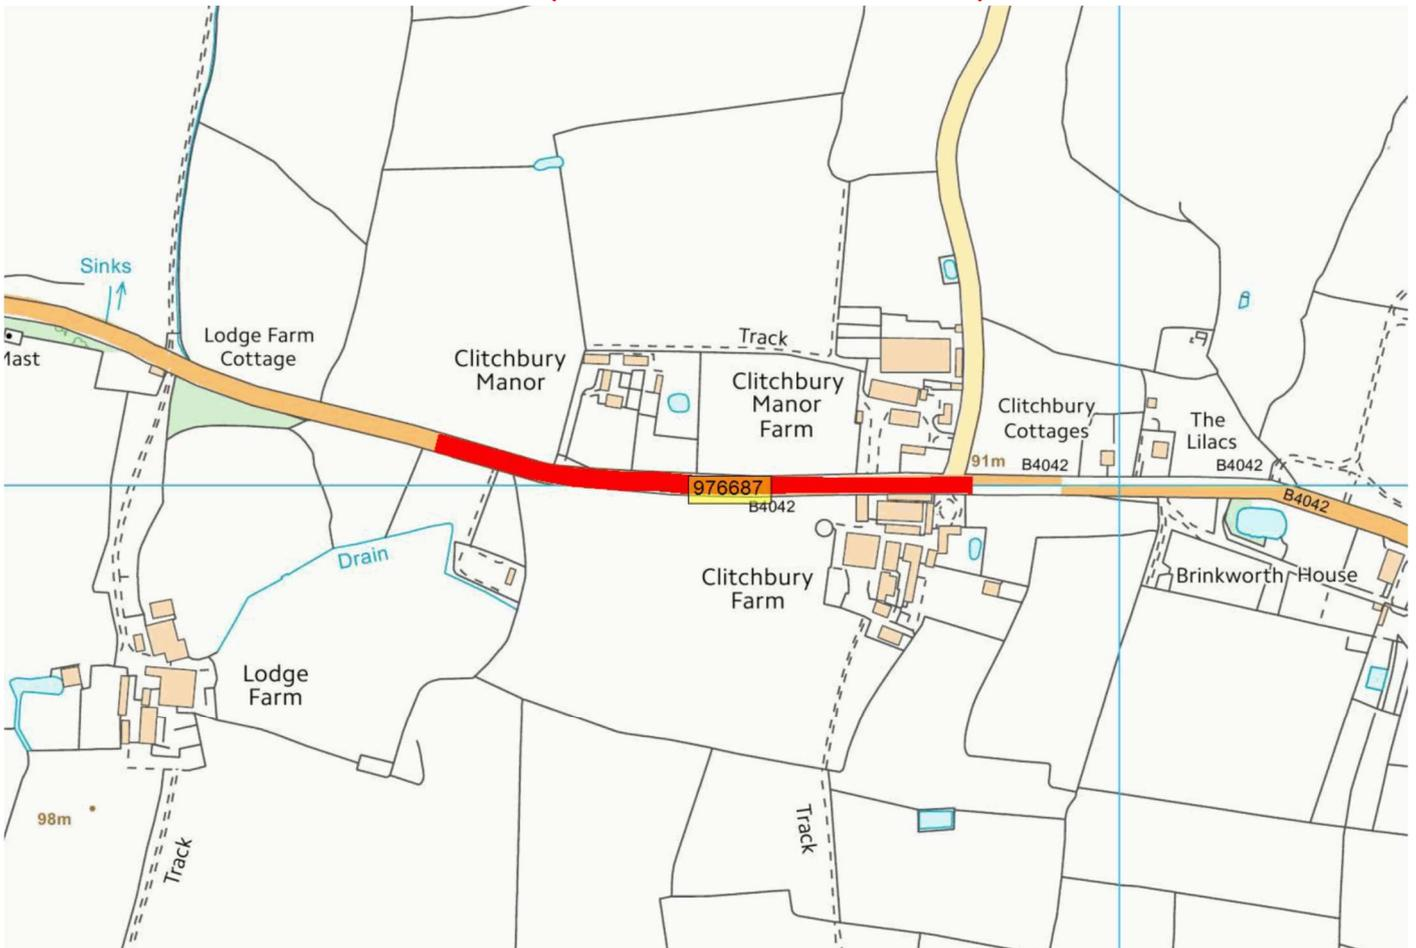 Sinks
Lodge Farm
Cottage
Mast
Clitchbury
Manor
Track
Clitchbury
Manor
Farm
Clitchbury
Cottages
The
Lilacs
91m
B4042
B4042
976687
B4042
B4042
Drain
Clitchbury
Farm
Brinkworth House
Lodge
Farm
98m
Track
Track